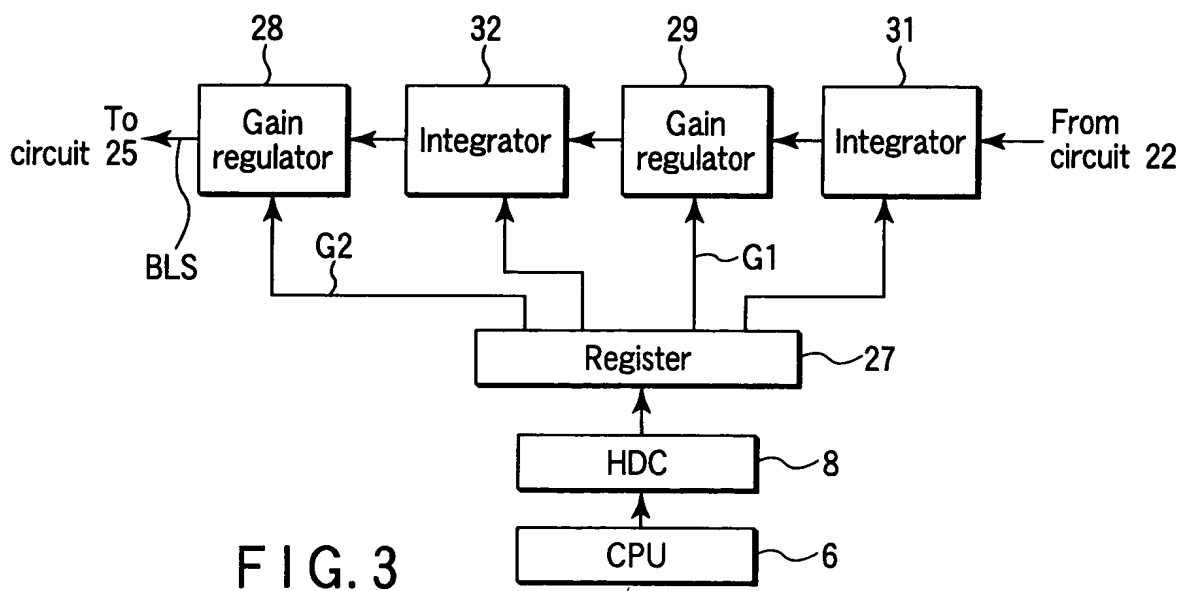 28
32
29
31
To
circuit 25
Gain
regulator
Integrator
Gain
regulator
Integrator
From
circuit 22
BLS
G2
G1
Register
27
HDC
8
CPU
6
FIG. 3